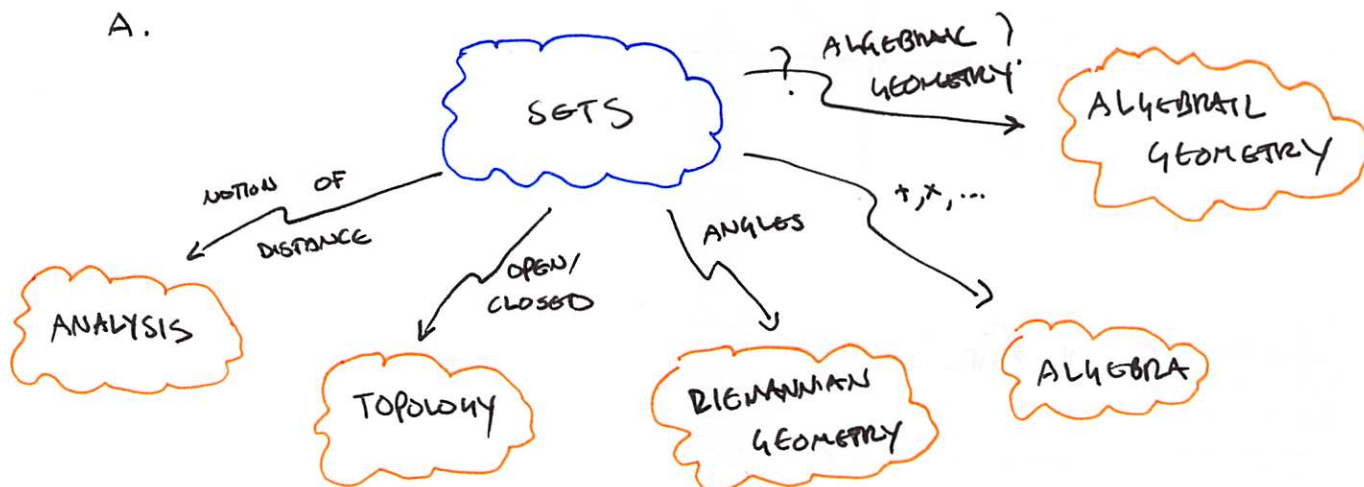 A.
SETS
? ALGEBRAIC ?
GEOMETRY
ALGEBRAIC
GEOMETRY
NOTION OF
DISTANCE
OPEN/
CLOSED
ANGLES
+, x, ...
ANALYSIS
TOPOLOGY
RIEMANNIAN
GEOMETRY
ALGEBRA